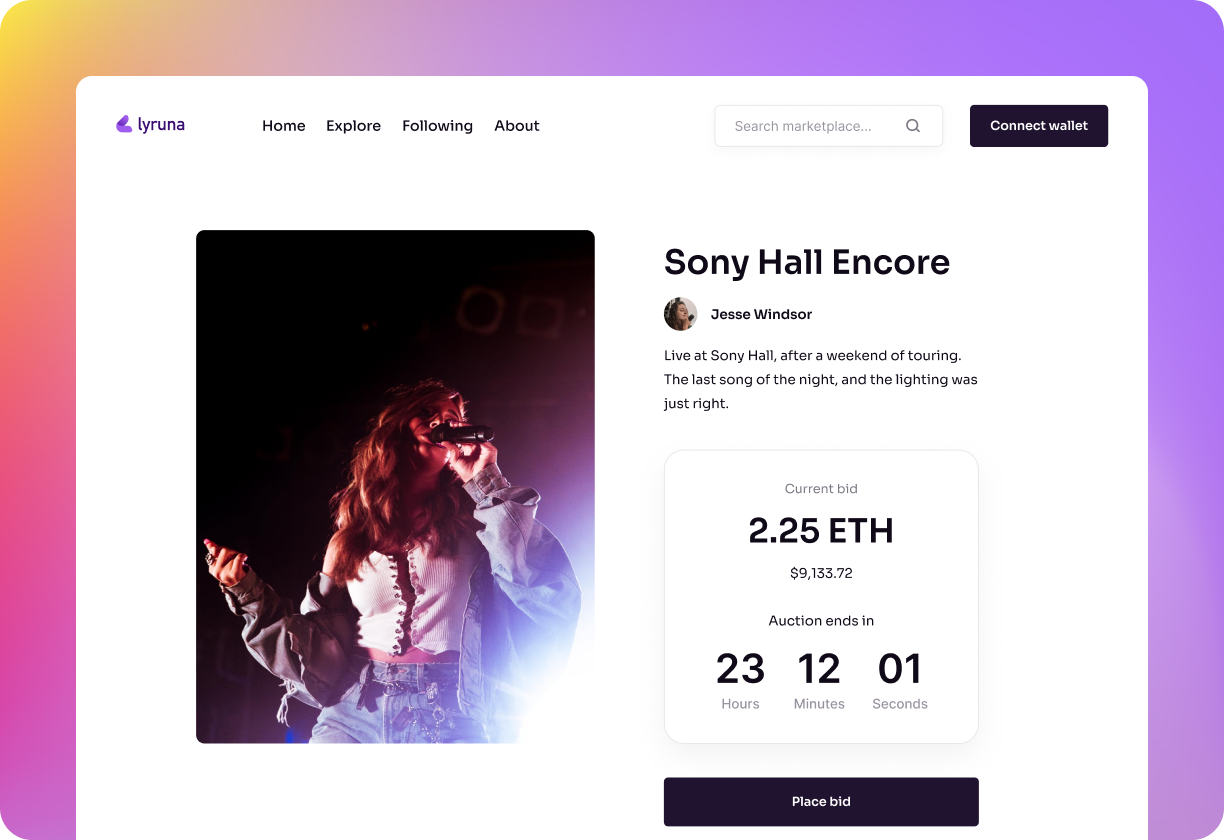 lyruna
Home Explore Following About
Search marketplace...
Connect wallet
Sony Hall Encore
Jesse Windsor
Live at Sony Hall, after a weekend of touring.
The last song of the night, and the lighting was
just right.
Current bid
2.25 ETH
$9,133.72
Auction ends in
23 12 01
Hours Minutes Seconds
Place bid